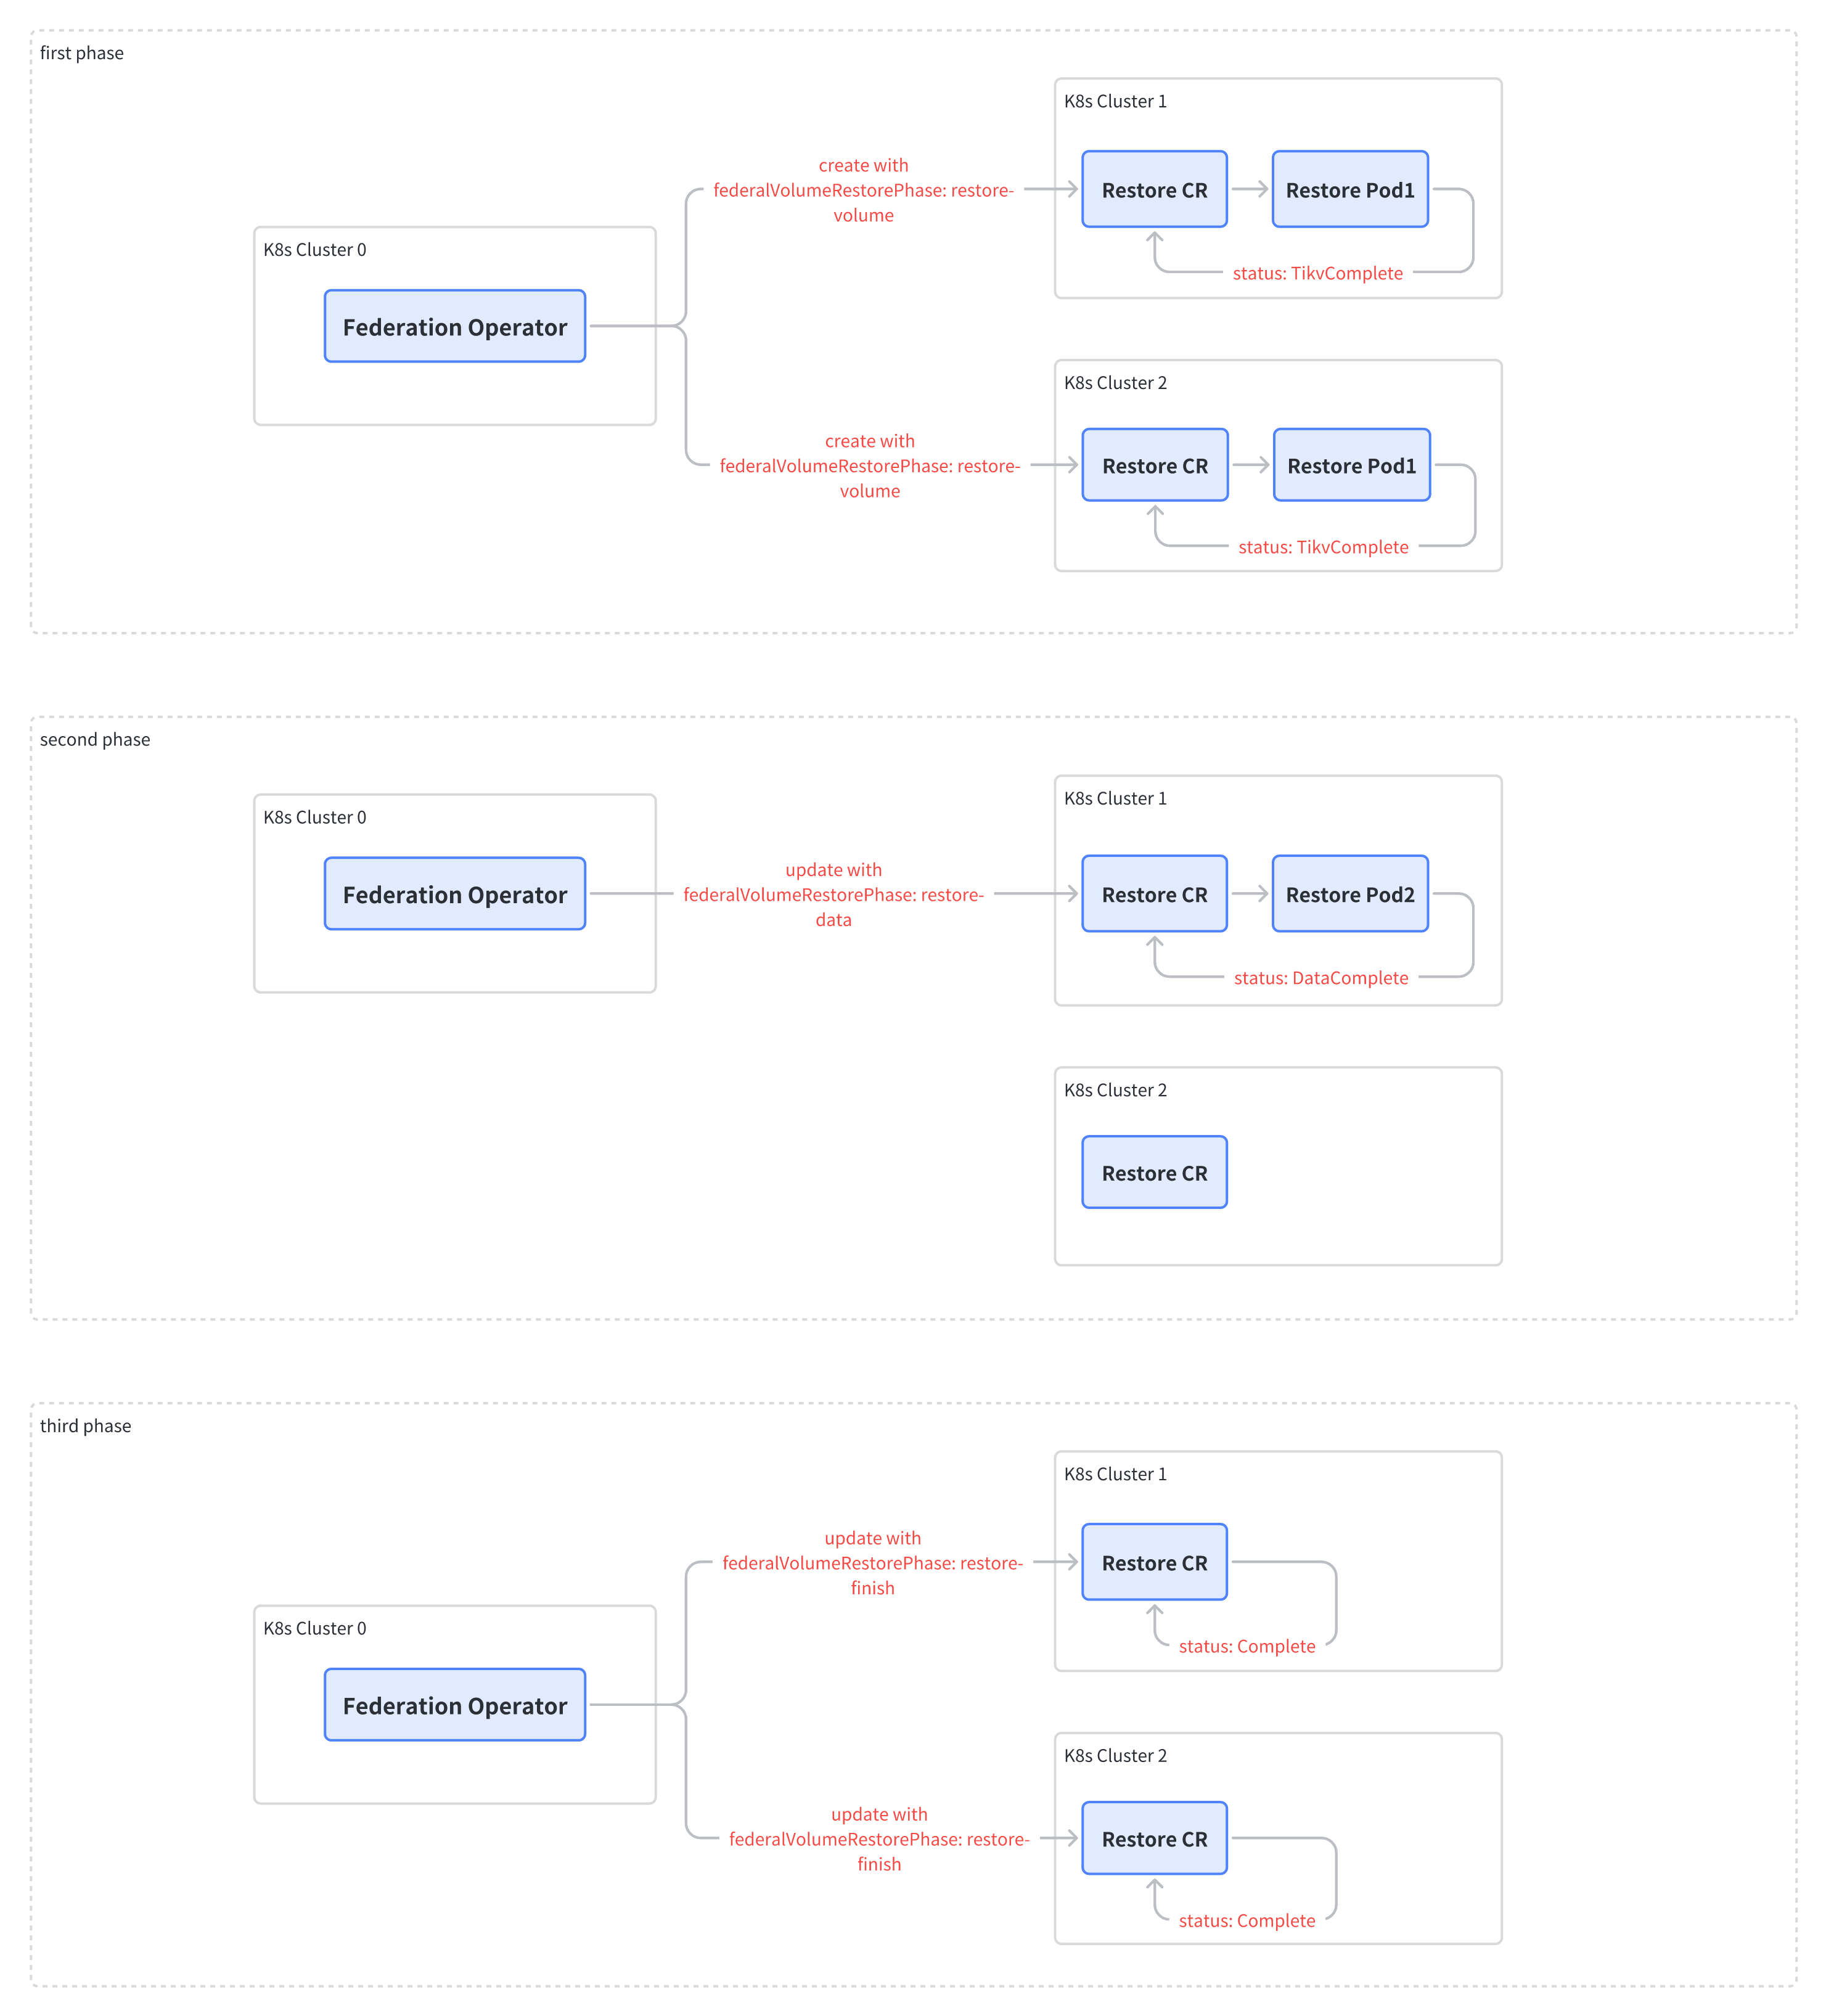 first phase
K8s Cluster 1
create with
federalVolumeRestorePhase: restore-
volume
Restore CR
Restore Pod1
status: TikvComplete
K8s Cluster 0
Federation Operator
K8s Cluster 2
create with
federalVolumeRestorePhase: restore-
volume
Restore CR
Restore Pod1
status: TikvComplete
second phase
K8s Cluster 0
Federation Operator
update with
federalVolumeRestorePhase: restore-
data
K8s Cluster 1
Restore CR
Restore Pod2
status: DataComplete
K8s Cluster 2
Restore CR
third phase
K8s Cluster 1
update with
federalVolumeRestorePhase: restore-
finish
Restore CR
status: Complete
K8s Cluster 0
Federation Operator
K8s Cluster 2
update with
federalVolumeRestorePhase: restore-
finish
Restore CR
status: Complete